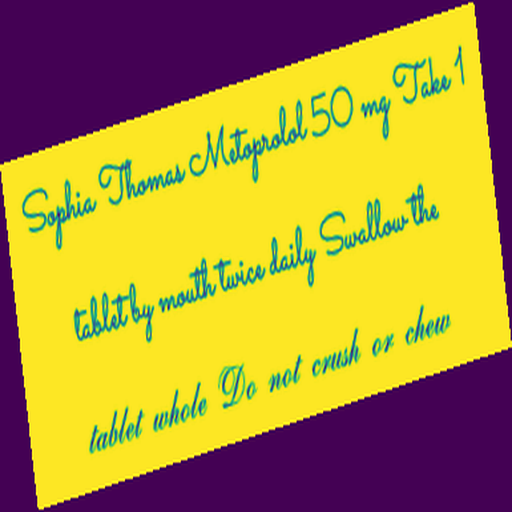 Sophia Thomas Metoprolol 50 mg Take 1
tablet by mouth twice daily Swallow the
tablet whole Do not crush or chew